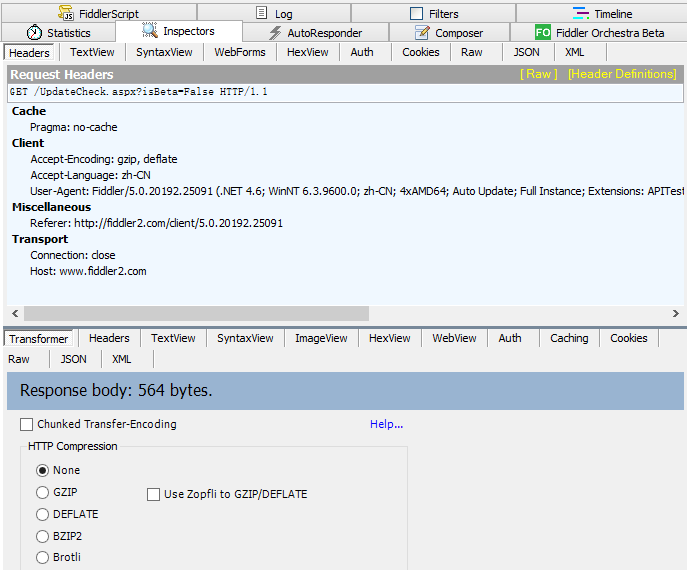 FiddlerScript Log Filters Timeline
Statistics Inspectors AutoResponder Composer FO Fiddler Orchestra Beta
Headers TextView SyntaxView WebForms HexView Auth Cookies Raw JSON XML
Request Headers [ Raw ] [Header Definitions]
GET /UpdateCheck.aspx?isBeta=False HTTP/1.1
Cache
Pragma: no-cache
Client
Accept-Encoding: gzip, deflate
Accept-Language: zh-CN
User-Agent: Fiddler/5.0.20192.25091 (.NET 4.6; WinNT 6.3.9600.0; zh-CN; 4xAMD64; Auto Update; Full Instance; Extensions: APITest
Miscellaneous
Referer: http://fiddler2.com/client/5.0.20192.25091
Transport
Connection: close
Host: www.fiddler2.com
Transformer Headers TextView SyntaxView ImageView HexView WebView Auth Caching Cookies
Raw JSON XML
Response body: 564 bytes.
Chunked Transfer-Encoding Help...
HTTP Compression
None
GZIP Use Zopfli to GZIP/DEFLATE
DEFLATE
BZIP2
Brotli